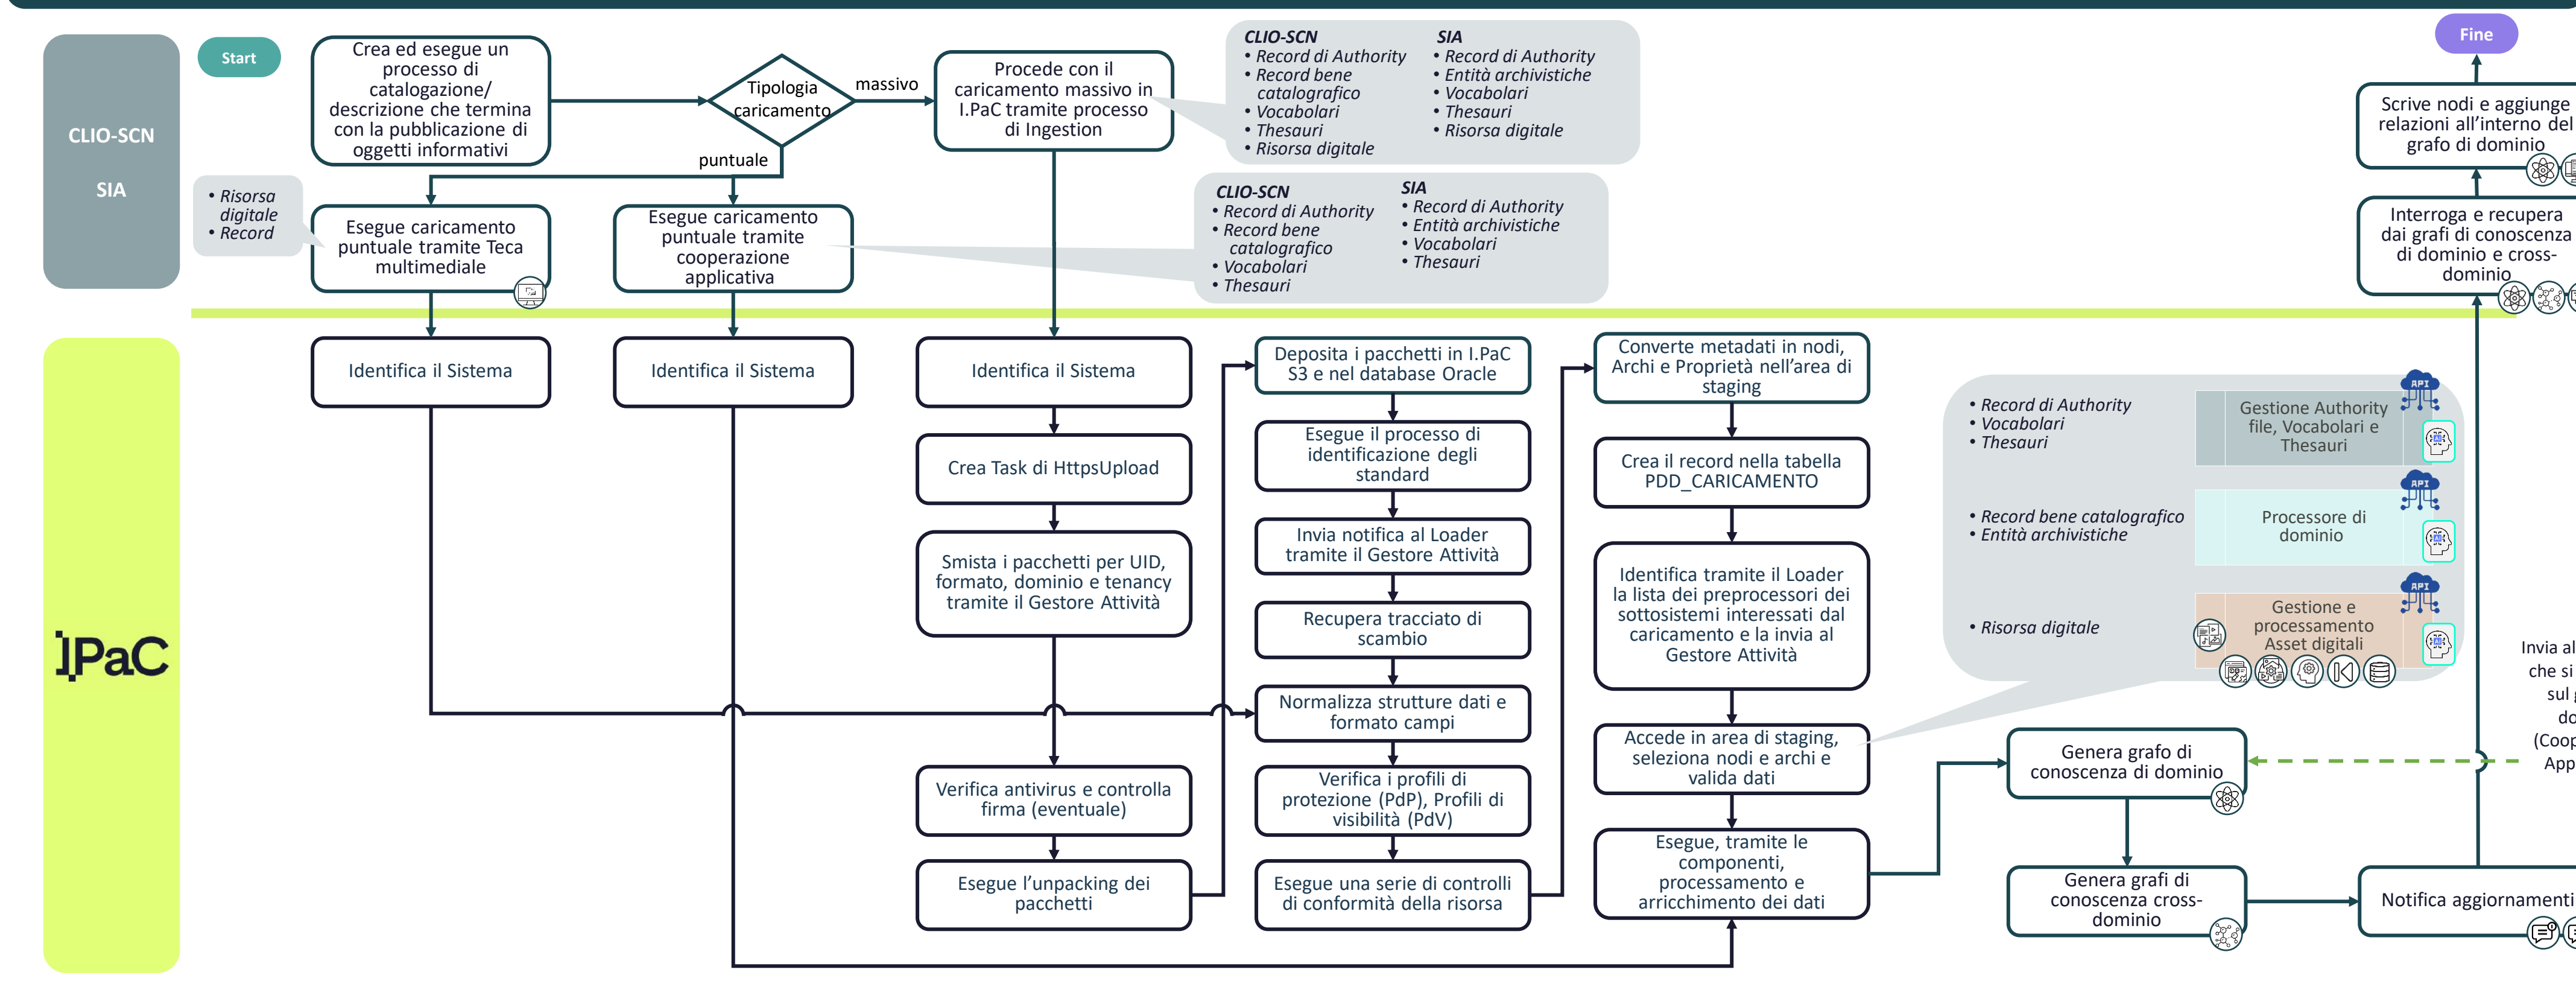 CLIO-SCN
SIA
Start
Crea ed esegue un
processo di
catalogazione/
descrizione che termina
con la pubblicazione di
oggetti informativi
Tipologia
caricamento
massivo
puntuale
Procede con il
caricamento massivo in
I.PaC tramite processo
di Ingestion
CLIO-SCN
• Record di Authority
• Record bene
catalografico
• Vocabolari
• Thesauri
• Risorsa digitale
SIA
• Record di Authority
• Entità archivistiche
• Vocabolari
• Thesauri
• Risorsa digitale
Fine
Scrive nodi e aggiunge
relazioni all’interno del
grafo di dominio
Interroga e recupera
dai grafi di conoscenza
di dominio e cross-
dominio
• Risorsa
digitale
• Record
Esegue caricamento
puntuale tramite Teca
multimediale
Esegue caricamento
puntuale tramite
cooperazione
applicativa
CLIO-SCN
• Record di Authority
• Record bene
catalografico
• Vocabolari
• Thesauri
SIA
• Record di Authority
• Entità archivistiche
• Vocabolari
• Thesauri
IPaC
Identifica il Sistema
Identifica il Sistema
Identifica il Sistema
Crea Task di HttpsUpload
Smista i pacchetti per UID,
formato, dominio e tenancy
tramite il Gestore Attività
Verifica antivirus e controlla
firma (eventuale)
Esegue l’unpacking dei
pacchetti
Deposita i pacchetti in I.PaC
S3 e nel database Oracle
Esegue il processo di
identificazione degli
standard
Invia notifica al Loader
tramite il Gestore Attività
Recupera tracciato di
scambio
Normalizza strutture dati e
formato campi
Verifica i profili di
protezione (PdP), Profili di
visibilità (PdV)
Esegue una serie di controlli
di conformità della risorsa
Converte metadati in nodi,
Archi e Proprietà nell’area di
staging
Crea il record nella tabella
PDD_CARICAMENTO
Identifica tramite il Loader
la lista dei preprocessori dei
sottosistemi interessati dal
caricamento e la invia al
Gestore Attività
Accede in area di staging,
seleziona nodi e archi e
valida dati
Esegue, tramite le
componenti,
processamento e
arricchimento dei dati
• Record di Authority
• Vocabolari
• Thesauri
Gestione Authority
file, Vocabolari e
Thesauri
API
• Record bene catalografico
• Entità archivistiche
Processore di
dominio
API
• Risorsa digitale
Gestione e
processamento
Asset digitali
API
Genera grafo di
conoscenza di dominio
Genera grafi di
conoscenza cross-
dominio
Notifica aggiornamenti
Invia al
che si
sul
(Coop
App